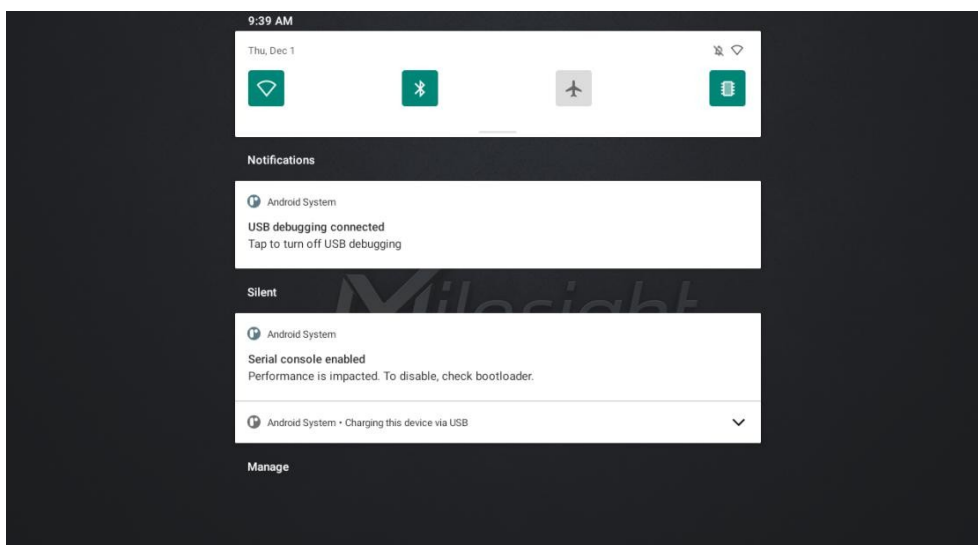 9:39 AM
Thu, Dec 1
Notifications
Android System
USB debugging connected
Tap to turn off USB debugging
Silent
Milesight
Android System
Serial console enabled
Performance is impacted. To disable, check bootloader.
Android System • Charging this device via USB
Manage